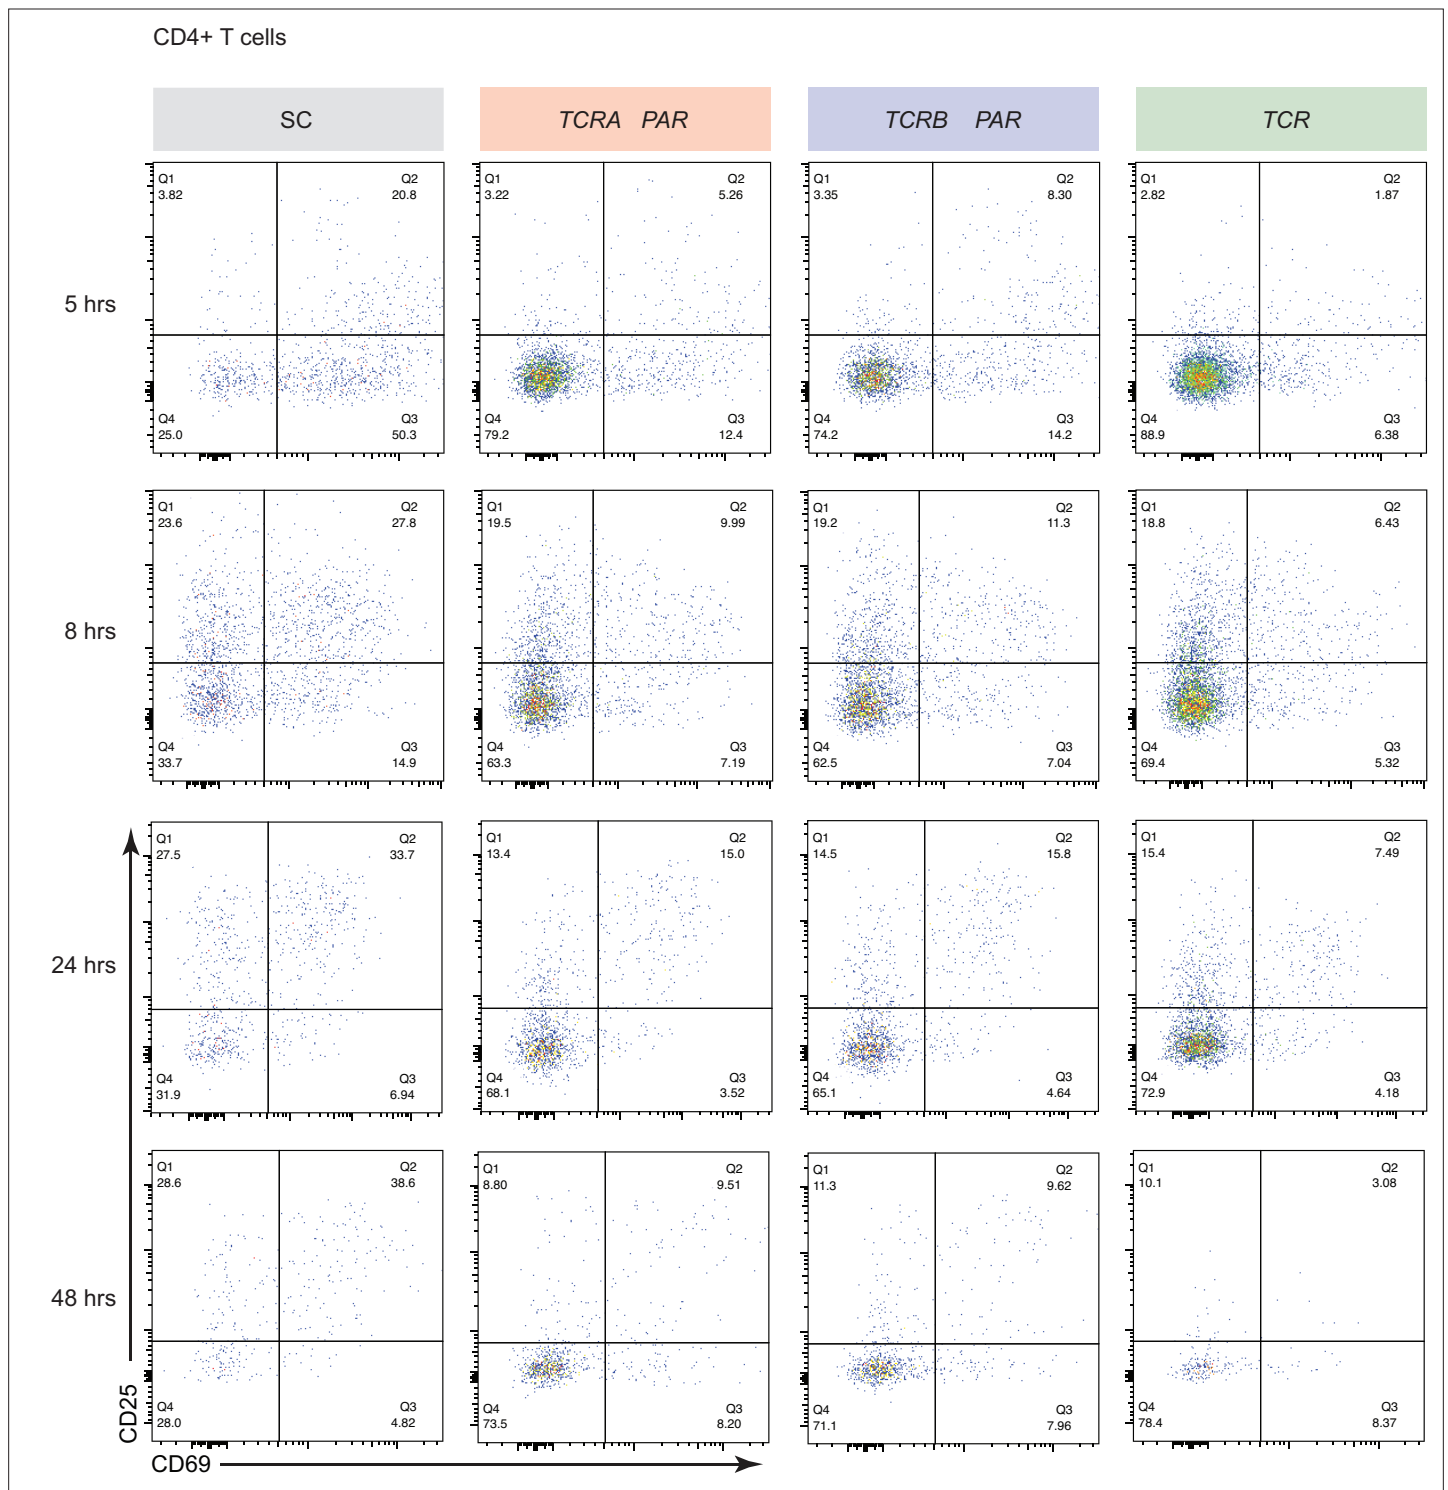 CD4+ T cells
SC
TCRA PAR
TCRB PAR
TCR
5 hrs
Q1
3.82
Q2
20.8
Q4
25.0
Q3
50.3
Q1
3.22
Q2
5.26
Q4
79.2
Q3
12.4
Q1
3.35
Q2
8.30
Q4
74.2
Q3
14.2
Q1
2.82
Q2
1.87
Q4
88.9
Q3
6.38
8 hrs
Q1
23.6
Q2
27.8
Q4
33.7
Q3
14.9
Q1
19.5
Q2
9.99
Q4
63.3
Q3
7.19
Q1
19.2
Q2
11.3
Q4
62.5
Q3
7.04
Q1
18.8
Q2
6.43
Q4
69.4
Q3
5.32
24 hrs
Q1
27.5
Q2
33.7
Q4
31.9
Q3
6.94
Q1
13.4
Q2
15.0
Q4
68.1
Q3
3.52
Q1
14.5
Q2
15.8
Q4
65.1
Q3
4.64
Q1
15.4
Q2
7.49
Q4
72.9
Q3
4.18
48 hrs
Q1
28.6
Q2
38.6
Q4
28.0
Q3
4.82
Q1
8.80
Q2
9.51
Q4
73.5
Q3
8.20
Q1
11.3
Q2
9.62
Q4
71.1
Q3
7.96
Q1
10.1
Q2
3.08
Q4
78.4
Q3
8.37
CD25
CD69